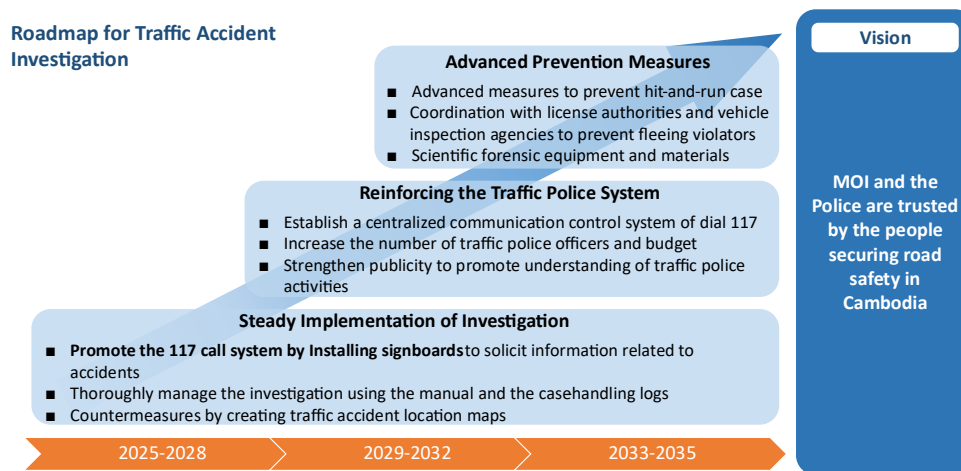 Roadmap for Traffic Accident
Investigation
Advanced Prevention Measures
■ Advanced measures to prevent hit-and-run case
■ Coordination with license authorities and vehicle
inspection agencies to prevent fleeing violators
■ Scientific forensic equipment and materials
Reinforcing the Traffic Police System
■ Establish a centralized communication control system of dial 117
■ Increase the number of traffic police officers and budget
■ Strengthen publicity to promote understanding of traffic police
activities
Steady Implementation of Investigation
■ Promote the 117 call system by Installing signboardsto solicit information related to
accidents
■ Thoroughly manage the investigation using the manual and the casehandling logs
■ Countermeasures by creating traffic accident location maps
2025-2028
2029-2032
2033-2035
Vision
MOI and the
Police are trusted
by the people
securing road
safety in
Cambodia